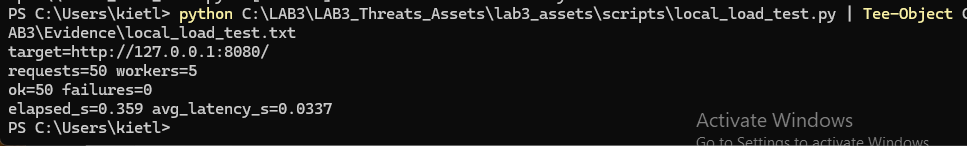 PS C:\Users\kietl> python C:\LAB3\LAB3_Threats_Assets\lab3_assets\scripts\local_load_test.py | Tee-Object
AB3\Evidence\local_load_test.txt
target=http://127.0.0.1:8080/
requests=50 workers=5
ok=50 failures=0
elapsed_s=0.359 avg_latency_s=0.0337
PS C:\Users\kietl>
Activate Windows
Go to Settings to activate Windows